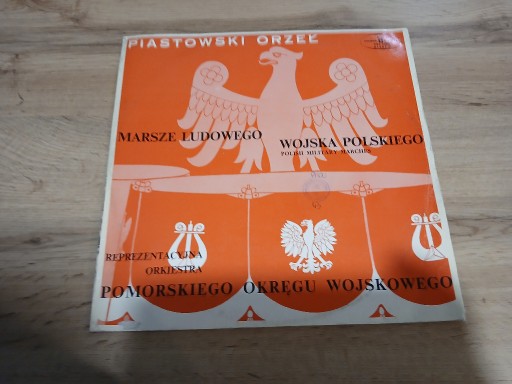 PIASTOWSKI ORZEŁ
MARSZE LUDOWEGO WOJSKA POLSKIEGO
POLISH MILITARY MARCHES
REPREZENTACYJNA
ORKIESTRA
POMORSKIEGO OKRĘGU WOJSKOWEGO